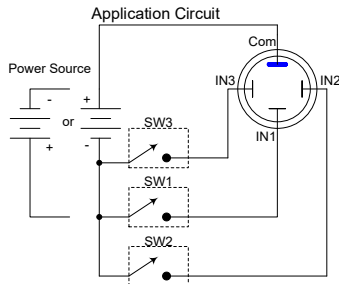 Application Circuit
Com
Power Source
IN3
IN2
- +
or
+ -
IN1
SW3
SW1
SW2